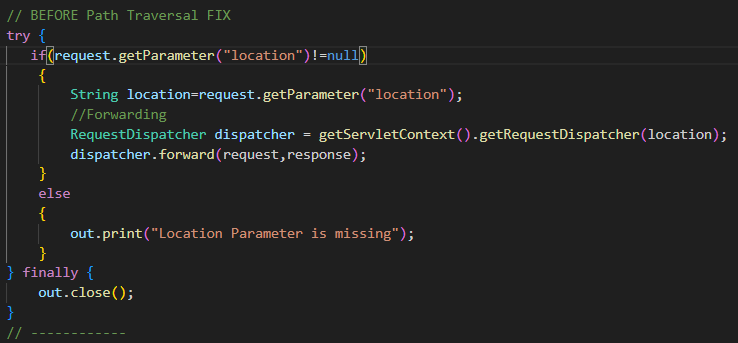 // BEFORE Path Traversal FIX
try {
if(request.getParameter("location")!=null)
{
String location=request.getParameter("location");
//Forwarding
RequestDispatcher dispatcher = getServletContext().getRequestDispatcher(location);
dispatcher.forward(request,response);
}
else
{
out.print("Location Parameter is missing");
}
} finally {
out.close();
}
// ------------